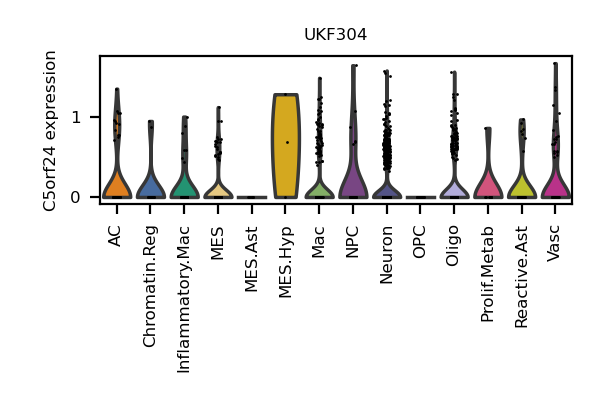 UKF304
C5orf24 expression
1
0
AC
Chromatin.Reg
Inflammatory.Mac
MES
MES.Ast
MES.Hyp
Mac
NPC
Neuron
OPC
Oligo
Prolif.Metab
Reactive.Ast
Vasc